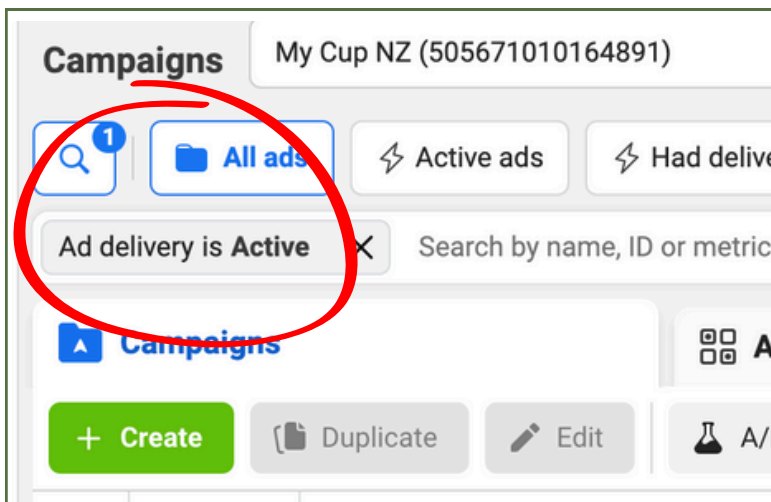 Campaigns My Cup NZ (505671010164891)
1 All ads Active ads Had delive
Ad delivery is Active Search by name, ID or metric
Campaigns A
+ Create Duplicate Edit A/